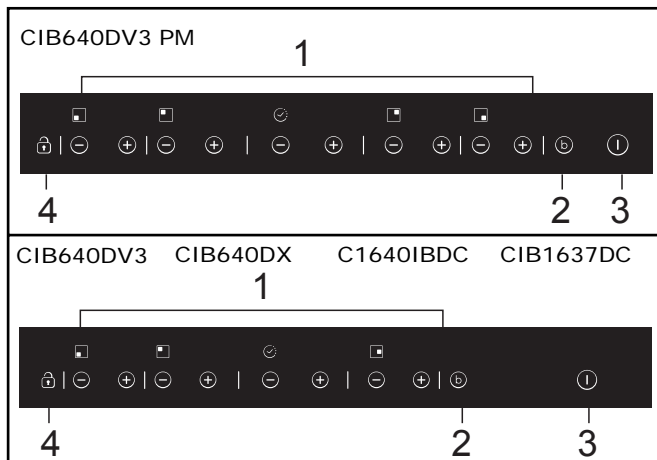 CIB640DV3 PM
1
b
4 2 3
CIB640DV3 CIB640DX C1640IBDC CIB1637DC
1
b
4 2 3